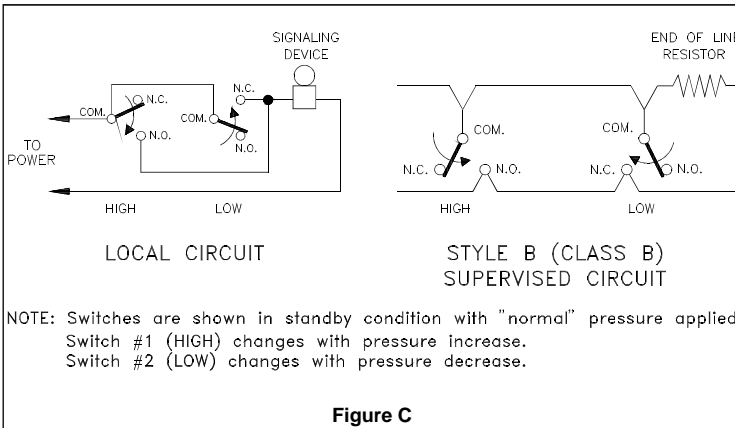 SIGNALING
DEVICE
N.C.
COM.
N.O.
N.C.
COM.
N.O.
TO
POWER
HIGH
LOW
LOCAL CIRCUIT
END OF LINE
RESISTOR
COM.
N.C.
N.O.
COM.
N.C.
N.O.
HIGH
LOW
STYLE B (CLASS B)
SUPERVISED CIRCUIT
NOTE: Switches are shown in standby condition with "normal" pressure applied
Switch #1 (HIGH) changes with pressure increase.
Switch #2 (LOW) changes with pressure decrease.
Figure C